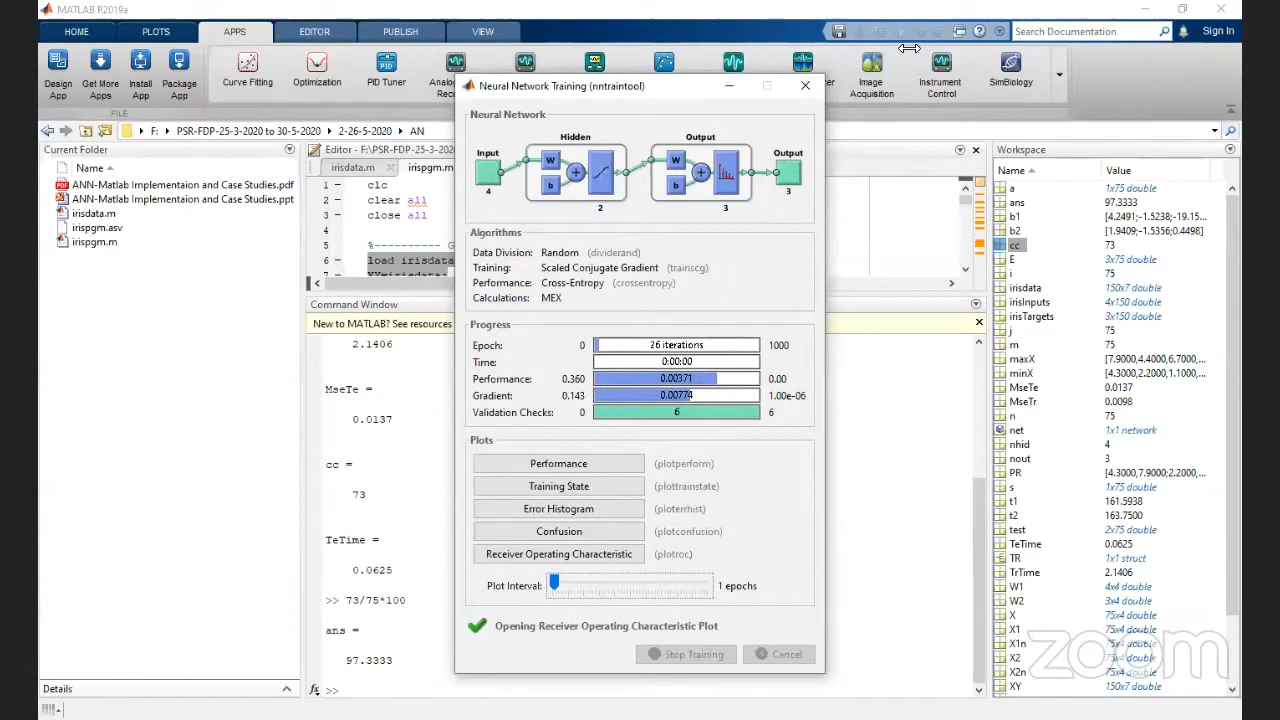 MATLAB R2019a
HOME
PLOTS
APPS
EDITOR
PUBLISH
VIEW
Search Documentation
Sign In
Design App
Get More Apps
Install App
Package App
Curve Fitting
Optimization
PID Tuner
Image Acquisition
Instrument Control
SimBiology
FILE
F: PSR-FDP-25-3-2020 to 30-5-2020 2-26-5-2020 AN
Current Folder
Name
ANN-Matlab Implementaion and Case Studies.pdf
ANN-Matlab Implementaion and Case Studies.ppt
irisdata.m
irispgm.asv
irispgm.m
Details
Editor - F:\PSR-FDP-25-3-2020 to 30-5-2
irisdata.m
irispgm.m
1 clc
2 clear all
3 close all
4
5 %---------- G
6 load irisdata
Command Window
New to MATLAB? See resources
2.1406
MseTe =
0.0137
cc =
73
TeTime =
0.0625
>> 73/75*100
ans =
97.3333
fx >>
Neural Network Training (nntraintool)
Neural Network
Hidden
Output
Input
Output
W
b
W
b
4
2
3
3
Algorithms
Data Division: Random (dividerand)
Training: Scaled Conjugate Gradient (trainscg)
Performance: Cross-Entropy (crossentropy)
Calculations: MEX
Progress
Epoch: 0 26 iterations 1000
Time: 0:00:00
Performance: 0.360 0.00371 0.00
Gradient: 0.143 0.00774 1.00e-06
Validation Checks: 0 6 6
Plots
Performance (plotperform)
Training State (plottrainstate)
Error Histogram (ploterrhist)
Confusion (plotconfusion)
Receiver Operating Characteristic (plotroc)
Plot Interval: 1 epochs
Opening Receiver Operating Characteristic Plot
Stop Training
Cancel
Workspace
Name Value
a 1x75 double
ans 97.3333
b1 [4.2491;-1.5238;-19.15...
b2 [1.9409;-1.5356;0.4498]
cc 73
E 3x75 double
i 75
irisdata 150x7 double
irisInputs 4x150 double
irisTargets 3x150 double
j 75
m 75
maxX [7.9000,4.4000,6.7000,...
minX [4.3000,2.2000,1.1000,...
MseTe 0.0137
MseTr 0.0098
n 75
net 1x1 network
nhid 4
nout 3
PR [4.3000,7.9000;2.2000,...
s 1x75 double
t1 161.5938
t2 163.7500
test 2x75 double
TeTime 0.0625
TR 1x1 struct
TrTime 2.1406
W1 4x4 double
W2 3x4 double
X 75x4 double
X1 75x4 double
X1n 75x4 double
X2 75x4 double
X2n 75x4 double
XY 150x7 double
zoom